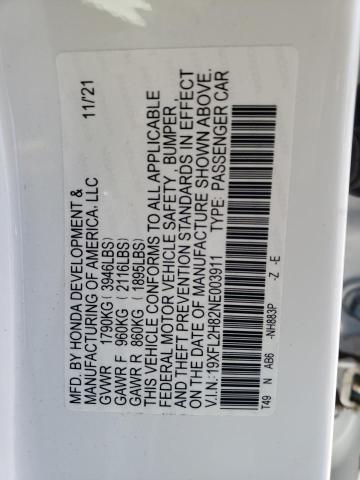 MFD. BY HONDA DEVELOPMENT &
MANUFACTURING OF AMERICA, LLC 11/'21
GVWR 1790KG ( 3946LBS)
GAWR F 960KG ( 2116LBS)
GAWR R 860KG ( 1895LBS)
THIS VEHICLE CONFORMS TO ALL APPLICABLE
FEDERAL MOTOR VEHICLE SAFETY, BUMPER,
AND THEFT PREVENTION STANDARDS IN EFFECT
ON THE DATE OF MANUFACTURE SHOWN ABOVE.
V.I.N.:19XFL2H82NE003911 TYPE: PASSENGER CAR
T49 N AB6 -NH883P -Z -E